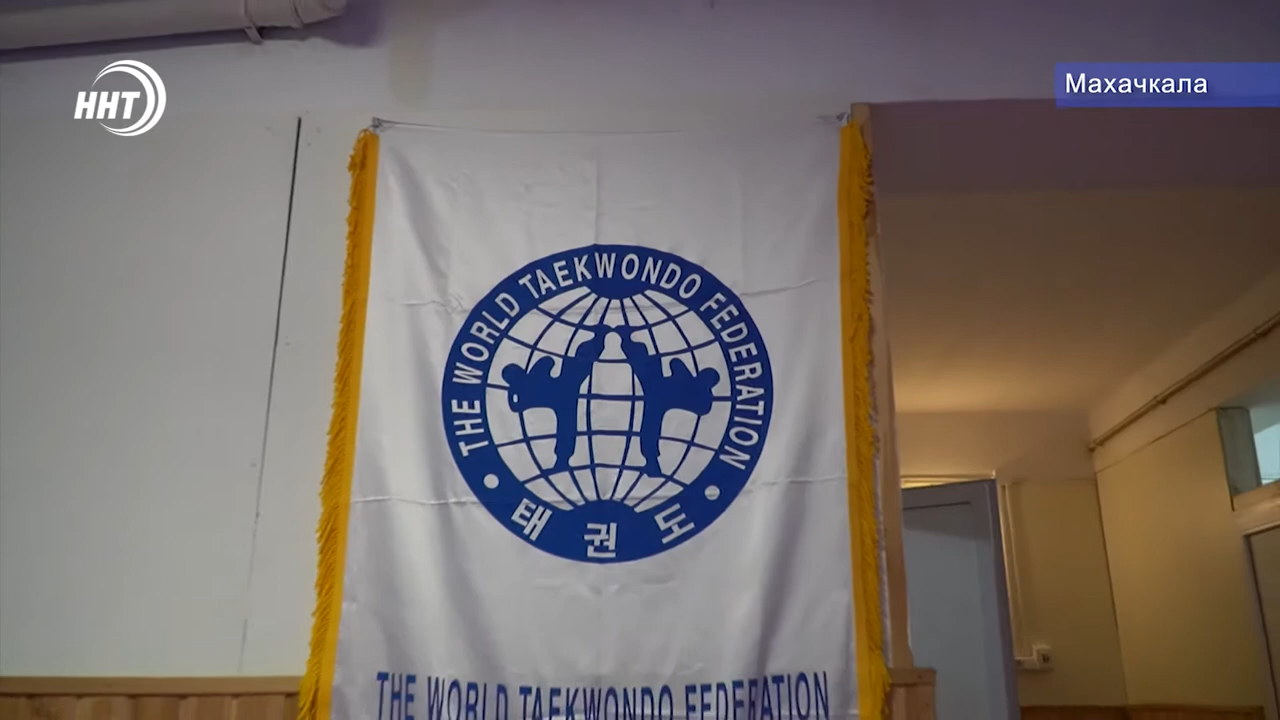 ННТ
Махачкала
THE WORLD TAEKWONDO FEDERATION
태권도
THE WORLD TAEKWONDO FEDERATION